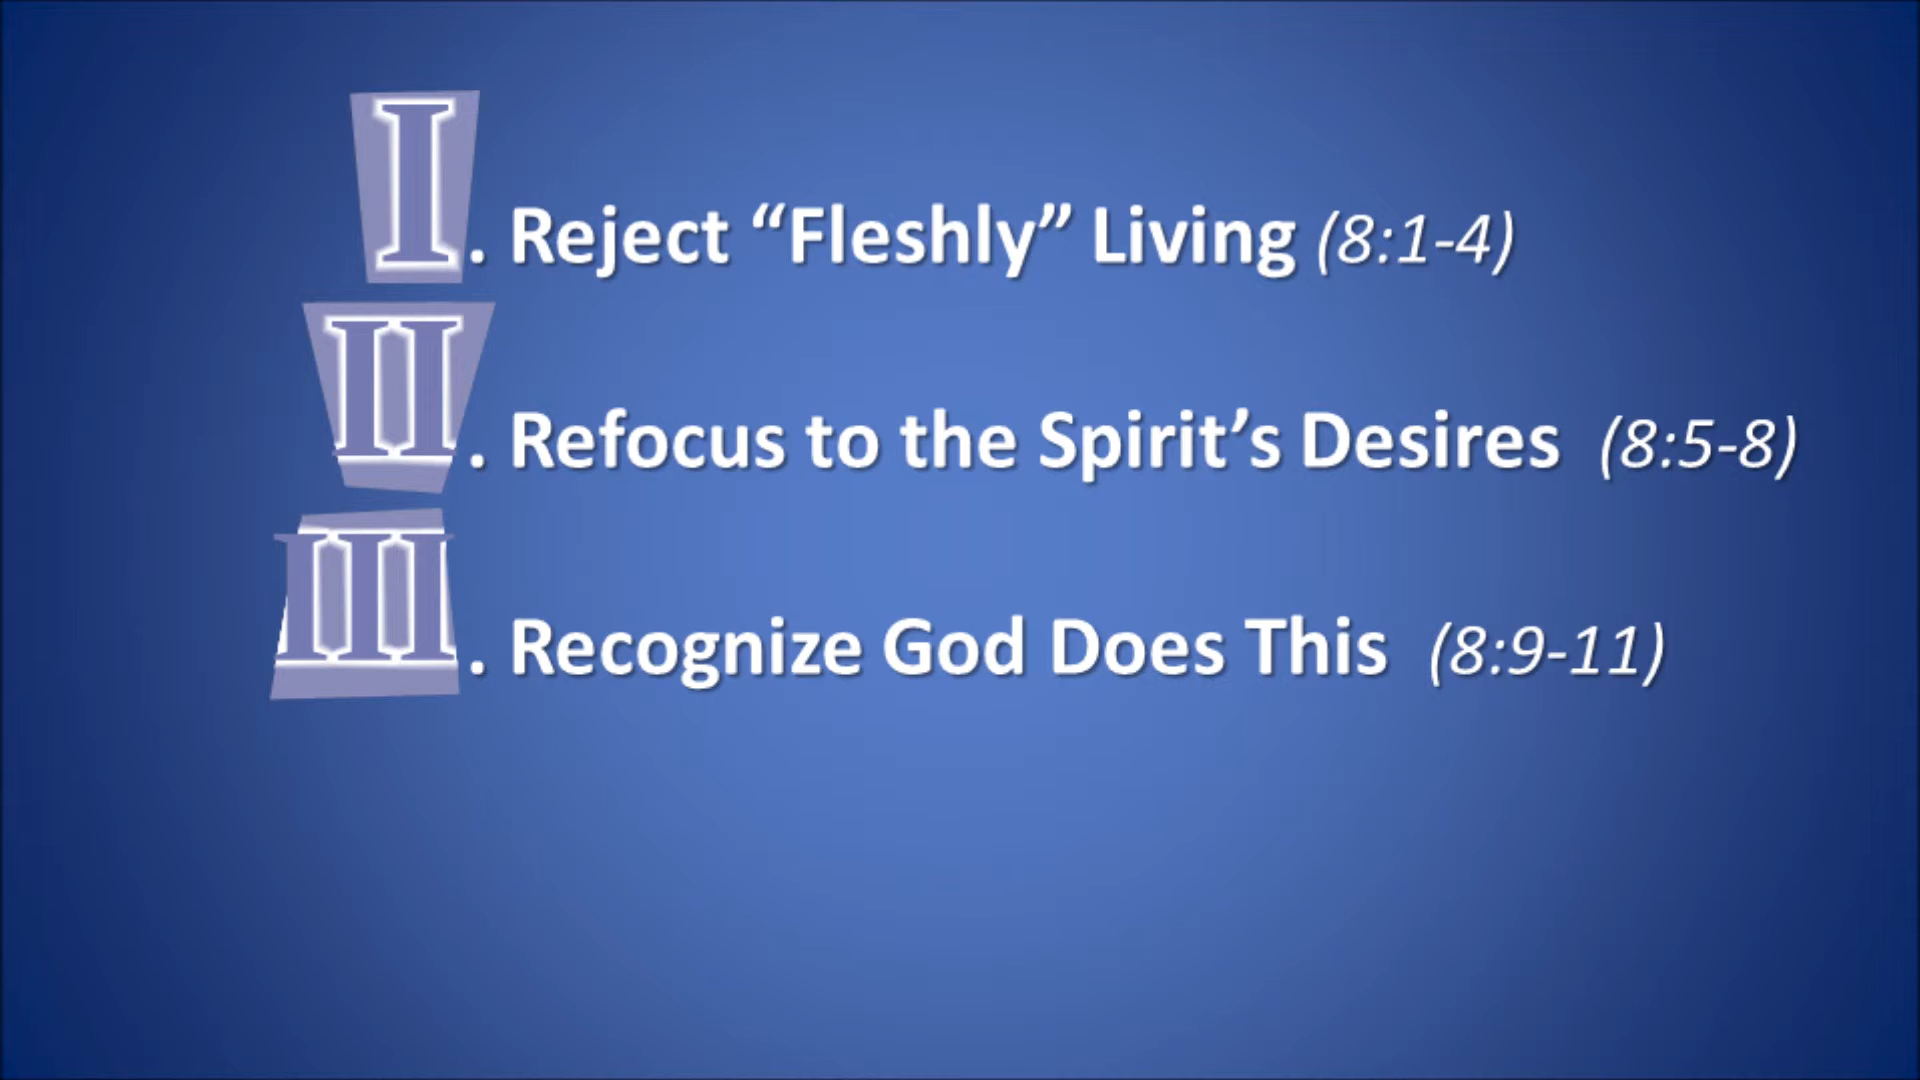 I. Reject “Fleshly” Living (8:1-4)
II. Refocus to the Spirit’s Desires (8:5-8)
III. Recognize God Does This (8:9-11)